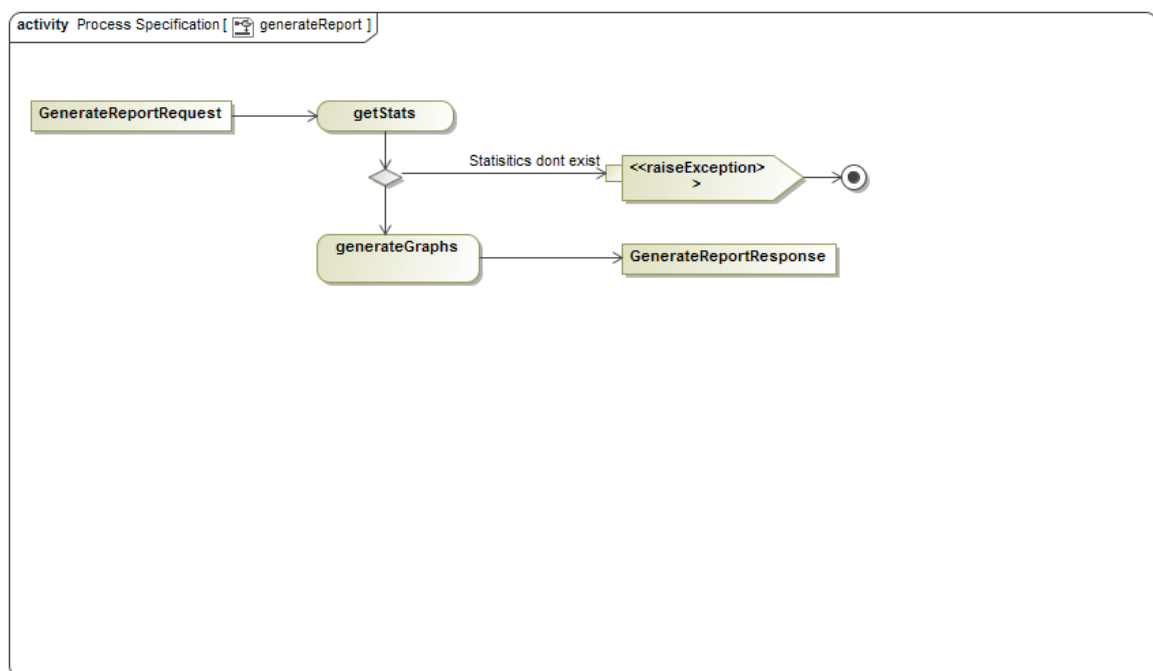 activity Process Specification [ generateReport ]
GenerateReportRequest
getStats
Statisitics dont exist
<<raiseException>
>
generateGraphs
GenerateReportResponse